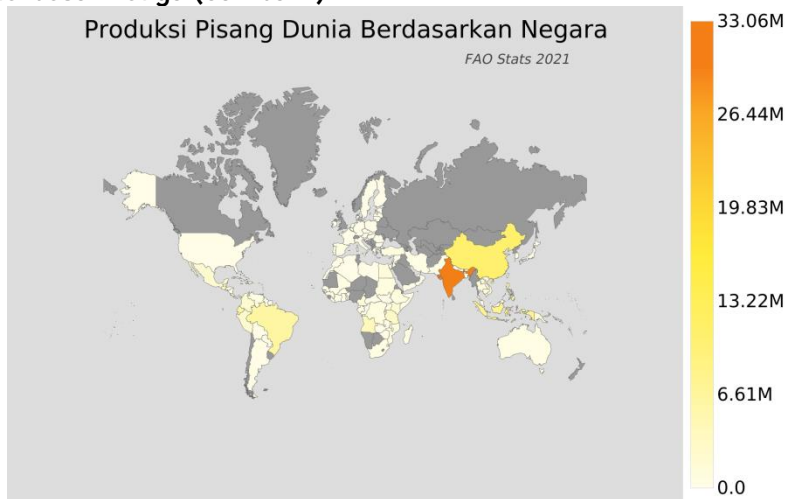 Produksi Pisang Dunia Berdasarkan Negara
FAO Stats 2021
33.06M
26.44M
19.83M
13.22M
6.61M
0.0